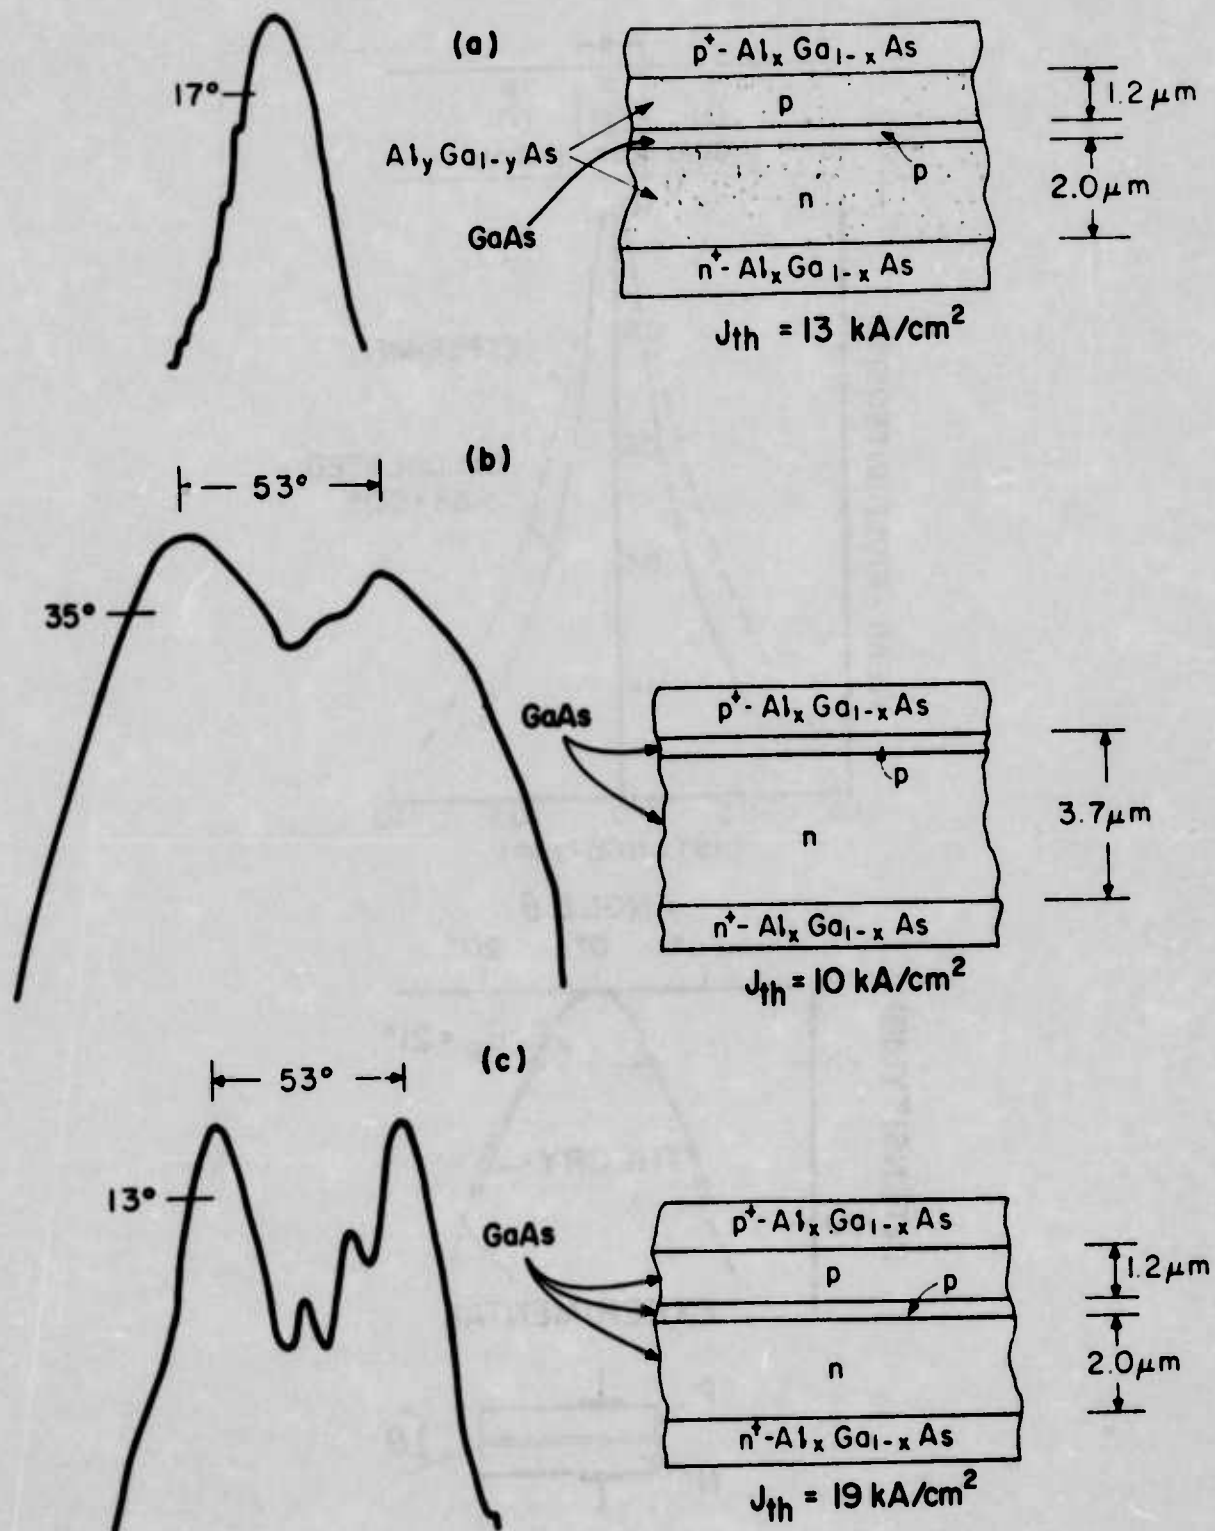 (a)
17°
p⁺-AlₓGa₁₋ₓAs
p
AlyGa1-yAs
p
GaAs
n
n⁺-AlₓGa₁₋ₓAs
1.2 μm
2.0 μm
Jth = 13 kA/cm²
(b)
53°
35°
GaAs
p⁺-AlₓGa₁₋ₓAs
p
n
n⁺-AlₓGa₁₋ₓAs
3.7 μm
Jth = 10 kA/cm²
(c)
53°
13°
GaAs
p⁺-AlₓGa₁₋ₓAs
p
p
n
n⁺-AlₓGa₁₋ₓAs
1.2 μm
2.0 μm
Jth = 19 kA/cm²